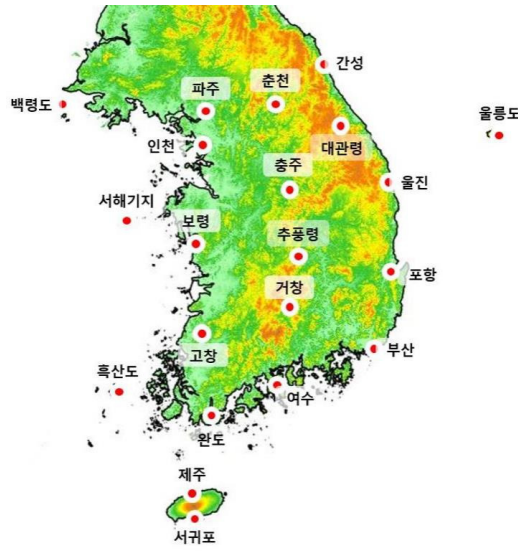 간성
백령도
파주
춘천
울릉도
대관령
인천
충주
울진
서해기지
보령
추풍령
포항
거창
부산
고창
흑산도
여수
완도
제주
서귀포